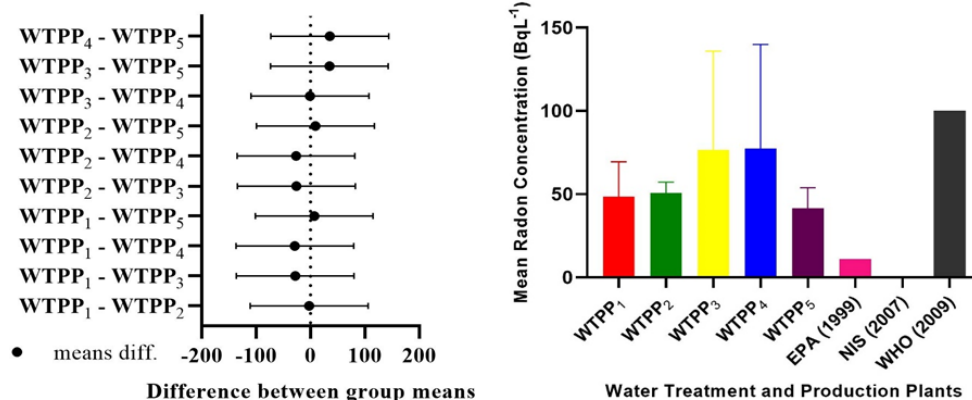 WTPP₄ - WTPP₅
WTPP₃ - WTPP₅
WTPP₃ - WTPP₄
WTPP₂ - WTPP₅
WTPP₂ - WTPP₄
WTPP₂ - WTPP₃
WTPP₁ - WTPP₅
WTPP₁ - WTPP₄
WTPP₁ - WTPP₃
WTPP₁ - WTPP₂
-200 -100 0 100 200
means diff.
Difference between group means
Mean Radon Concentration (BqL⁻¹)
150
100
50
0
WTPP₁
WTPP₂
WTPP₃
WTPP₄
WTPP₅
EPA (1999)
NIS (2007)
WHO (2009)
Water Treatment and Production Plants